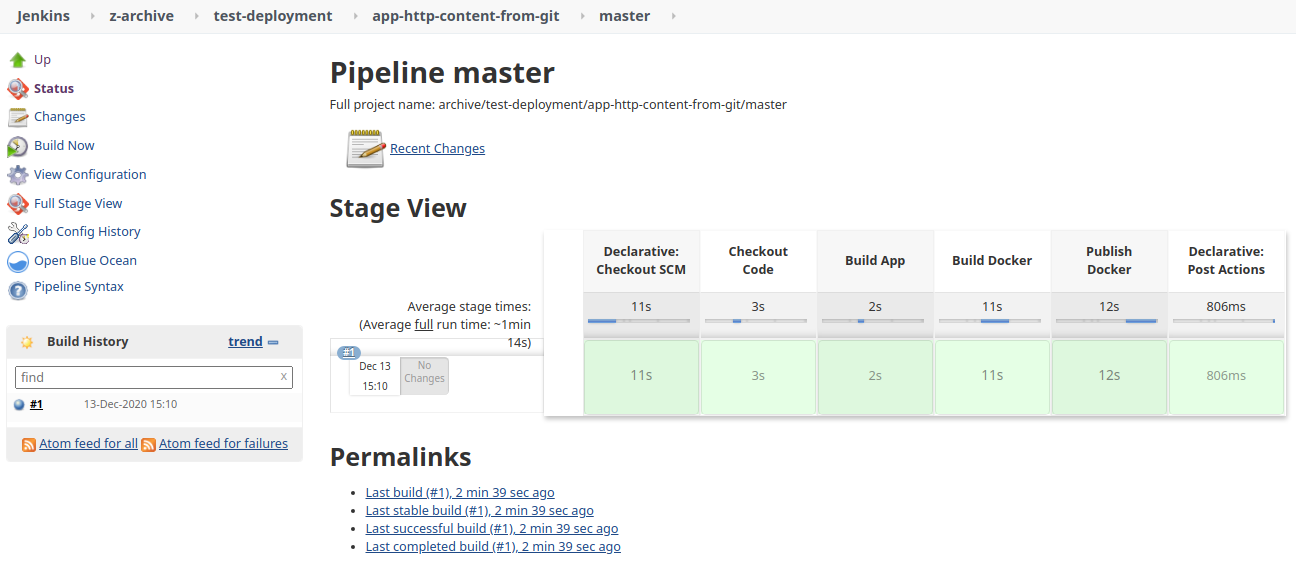 Jenkins z-archive test-deployment app-http-content-from-git master
Up
Status
Changes
Build Now
View Configuration
Full Stage View
Job Config History
Open Blue Ocean
Pipeline Syntax
Build History trend
find x
#1 13-Dec-2020 15:10
Atom feed for all Atom feed for failures
Pipeline master
Full project name: archive/test-deployment/app-http-content-from-git/master
Recent Changes
Stage View
Declarative: Checkout Build App Build Docker Publish Declarative:
Checkout SCM Code Docker Post Actions
Average stage times: 11s 3s 2s 11s 12s 806ms
(Average full run time: ~1min
14s)
#1
Dec 13 No
Changes
15:10
11s 3s 2s 11s 12s 806ms
Permalinks
Last build (#1), 2 min 39 sec ago
Last stable build (#1), 2 min 39 sec ago
Last successful build (#1), 2 min 39 sec ago
Last completed build (#1), 2 min 39 sec ago